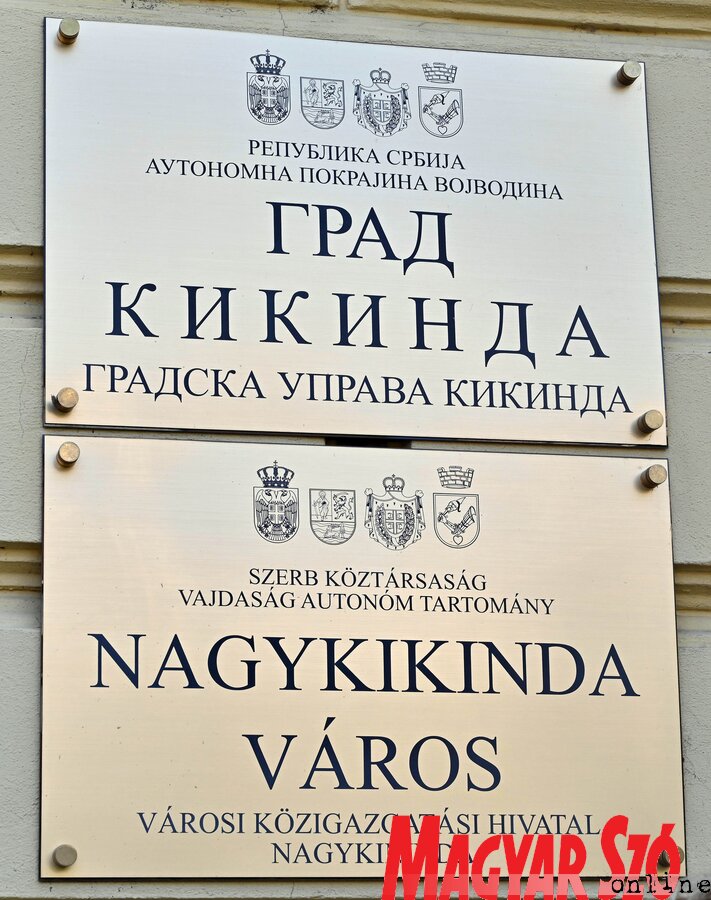 РЕПУБЛИКА СРБИЈА
АУТОНОМНА ПОКРАЈИНА ВОЈВОДИНА
ГРАД
КИКИНДА
ГРАДСКА УПРАВА КИКИНДА
SZERB KÖZTÁRSASÁG
VAJDASÁG AUTONÓM TARTOMÁNY
NAGYKIKINDA
VÁROS
VÁROSI KÖZIGAZGATÁSI HIVATAL
NAGYKIKINDA
MAGYAR SZÓ
online